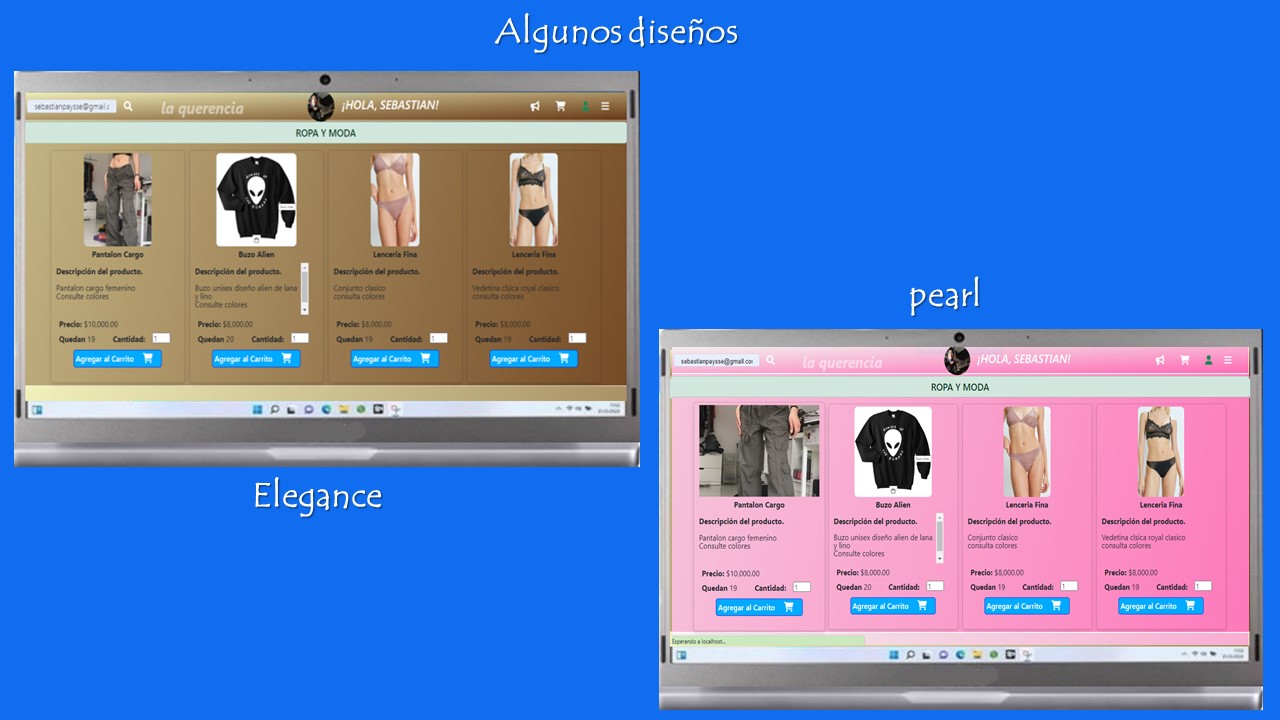 Algunos diseños
sebastianpaysse@gmail.c
la querencia
¡HOLA, SEBASTIAN!
ROPA Y MODA
Pantalon Cargo
Descripción del producto.
Pantalon cargo femenino
Consulte colores
Precio: $10,000.00
Quedan 19 Cantidad: 1
Agregar al Carrito
Buzo Alien
Descripción del producto.
Buzo unisex diseño alien de lana
y lino
Consulte colores
Precio: $8,000.00
Quedan 20 Cantidad: 1
Agregar al Carrito
Lenceria Fina
Descripción del producto.
Conjunto clasico
consulta colores
Precio: $8,000.00
Quedan 19 Cantidad: 1
Agregar al Carrito
Lenceria Fina
Descripción del producto.
Vedetina clsica royal clasico
consulta colores
Precio: $8,000.00
Quedan 19 Cantidad: 1
Agregar al Carrito
Elegance
pearl
sebastianpaysse@gmail.co
la querencia
¡HOLA, SEBASTIAN!
ROPA Y MODA
Pantalon Cargo
Descripción del producto.
Pantalon cargo femenino
Consulte colores
Precio: $10,000.00
Quedan 19 Cantidad: 1
Agregar al Carrito
Buzo Alien
Descripción del producto.
Buzo unisex diseño alien de lana
y lino
Consulte colores
Precio: $8,000.00
Quedan 20 Cantidad: 1
Agregar al Carrito
Lenceria Fina
Descripción del producto.
Conjunto clasico
consulta colores
Precio: $8,000.00
Quedan 19 Cantidad: 1
Agregar al Carrito
Lenceria Fina
Descripción del producto.
Vedetina clsica royal clasico
consulta colores
Precio: $8,000.00
Quedan 19 Cantidad: 1
Agregar al Carrito
Esperando a localhost...